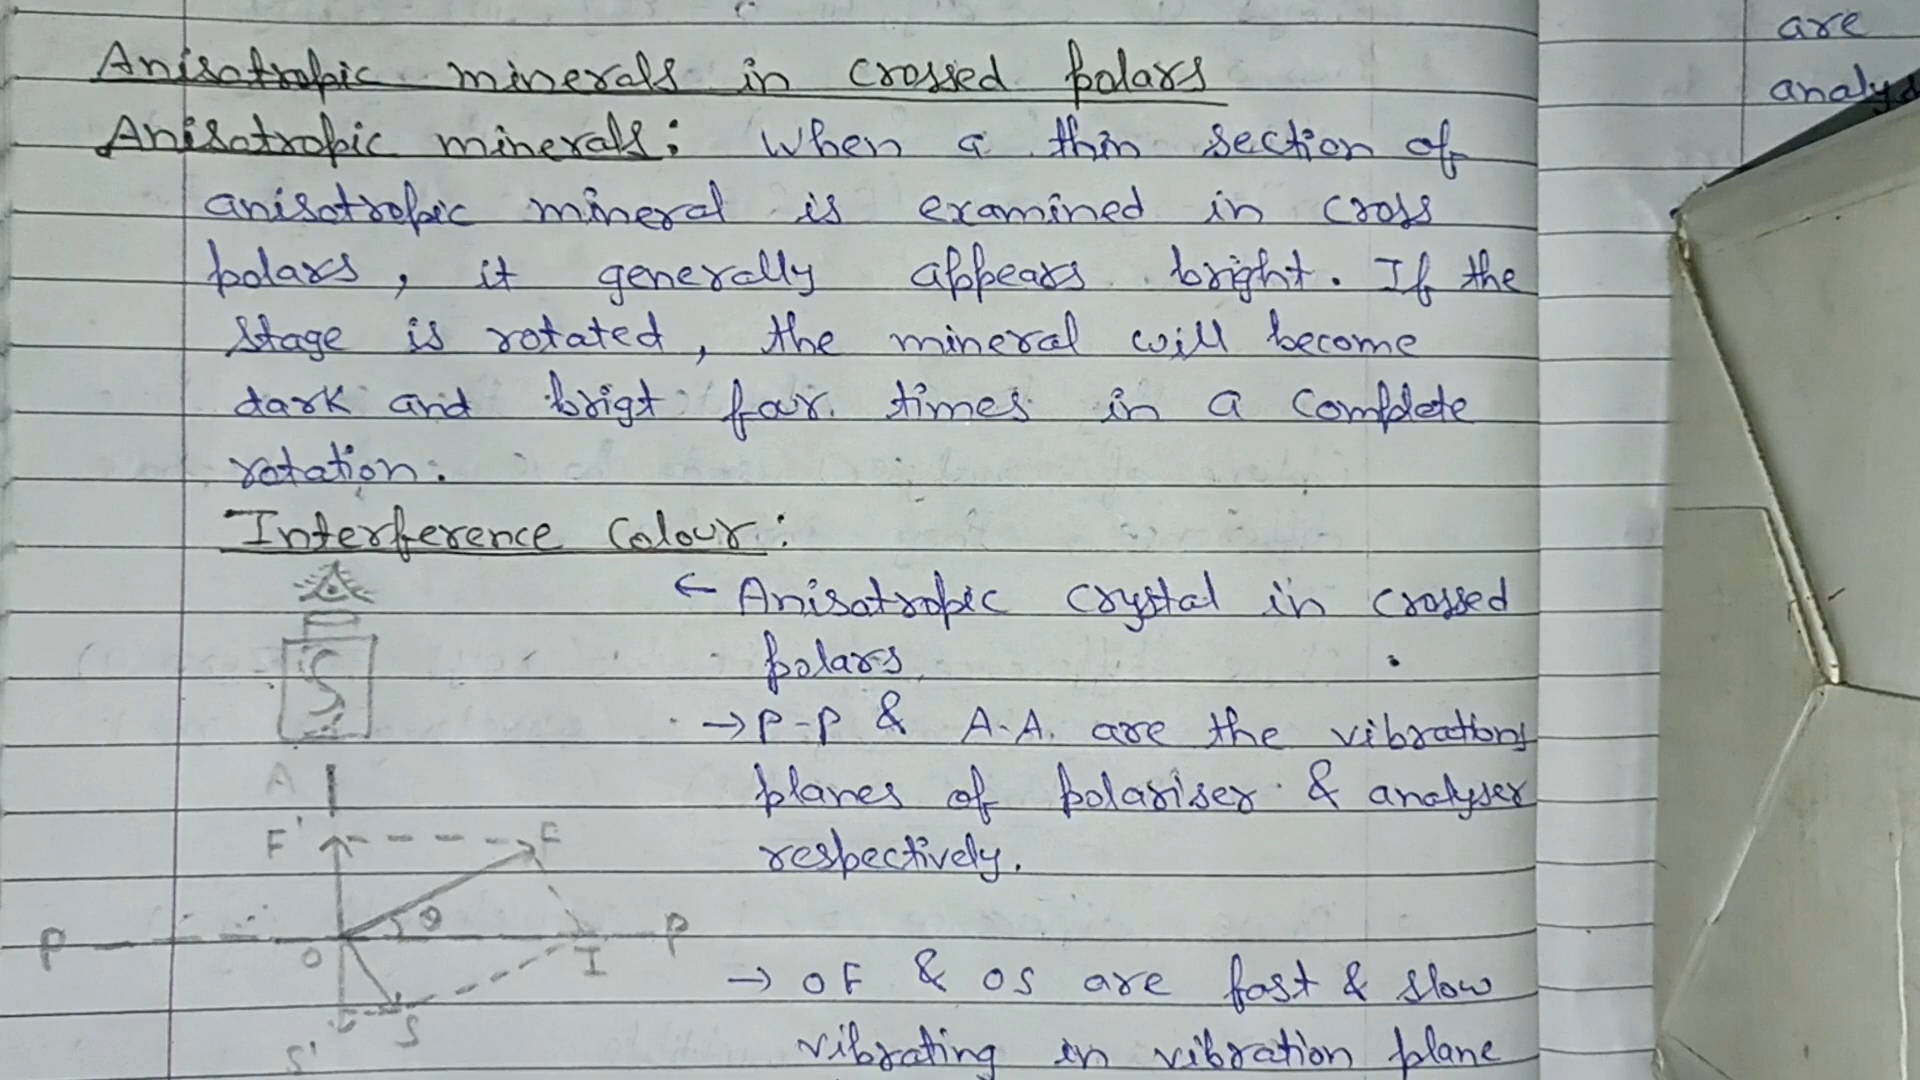 Anisotropic minerals in crossed polars
Anisotropic minerals: When a thin section of
anisotropic mineral is examined in cross
polars, it generally appears bright. If the
stage is rotated, the mineral will become
dark and brigt four times in a complete
rotation.
Interference Colour:
← Anisotropic crystal in crossed
polars
→ P-P & A-A. are the vibrations
planes of polariser & analyser
respectively.
A
F' F
θ
P O I P
S
S'
→ OF & OS are fast & slow
vibrating in vibration plane
are
analys